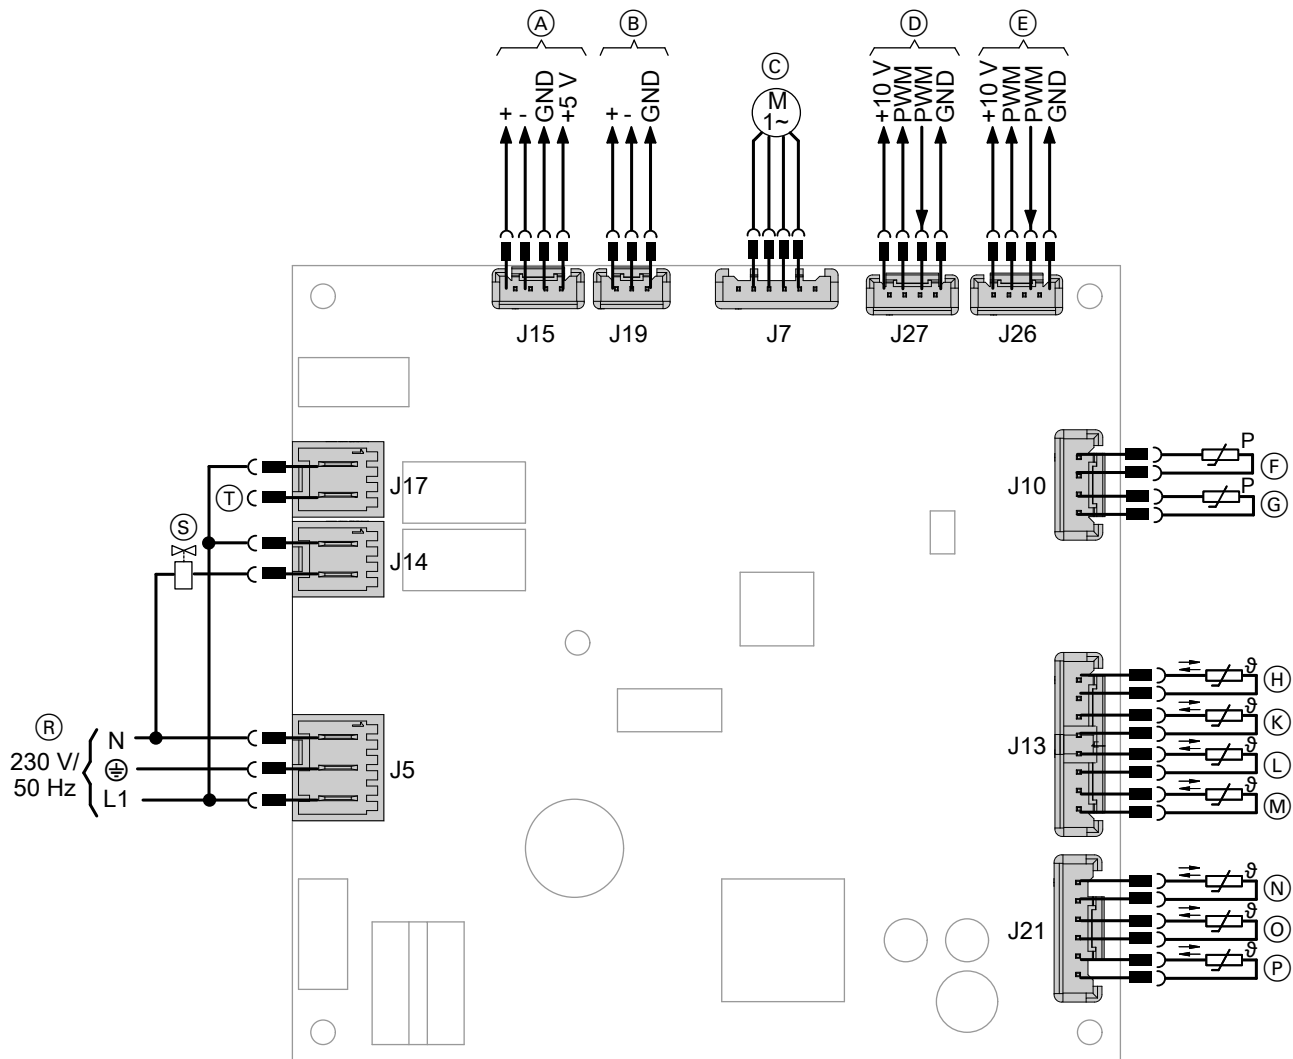 A B C D E
+ - GND +5 V
+ - GND
M
1~
+10 V PWM PWM GND
+10 V PWM PWM GND
J15 J19 J7 J27 J26
J17
T
S
J14
R
230 V/
50 Hz
N
L1
J5
J10
P F
P G
J13
ϑ H
ϑ K
ϑ L
ϑ M
J21
ϑ N
ϑ O
ϑ P